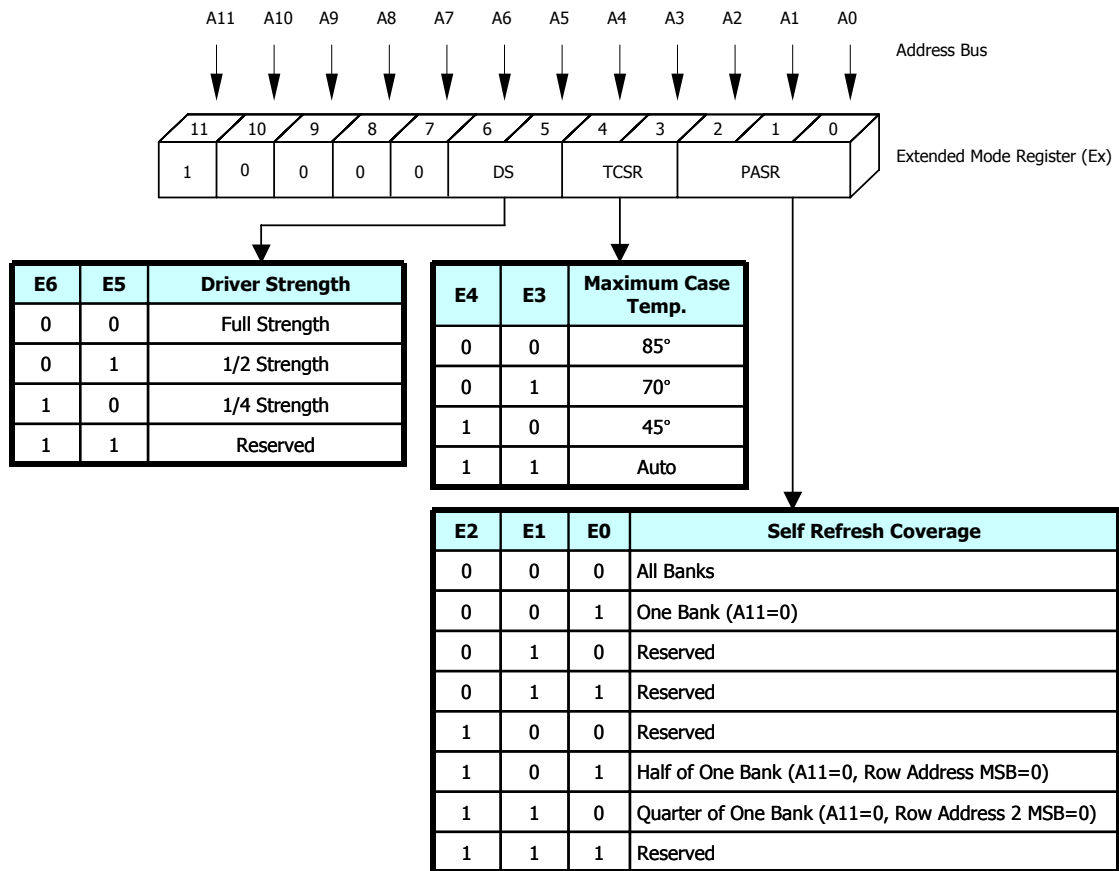 A11 A10 A9 A8 A7 A6 A5 A4 A3 A2 A1 A0
Address Bus
11 10 9 8 7 6 5 4 3 2 1 0
1 0 0 0 0 DS TCSR PASR
Extended Mode Register (Ex)
E6 E5 Driver Strength
0 0 Full Strength
0 1 1/2 Strength
1 0 1/4 Strength
1 1 Reserved
E4 E3 Maximum Case
Temp.
0 0 85°
0 1 70°
1 0 45°
1 1 Auto
E2 E1 E0 Self Refresh Coverage
0 0 0 All Banks
0 0 1 One Bank (A11=0)
0 1 0 Reserved
0 1 1 Reserved
1 0 0 Reserved
1 0 1 Half of One Bank (A11=0, Row Address MSB=0)
1 1 0 Quarter of One Bank (A11=0, Row Address 2 MSB=0)
1 1 1 Reserved